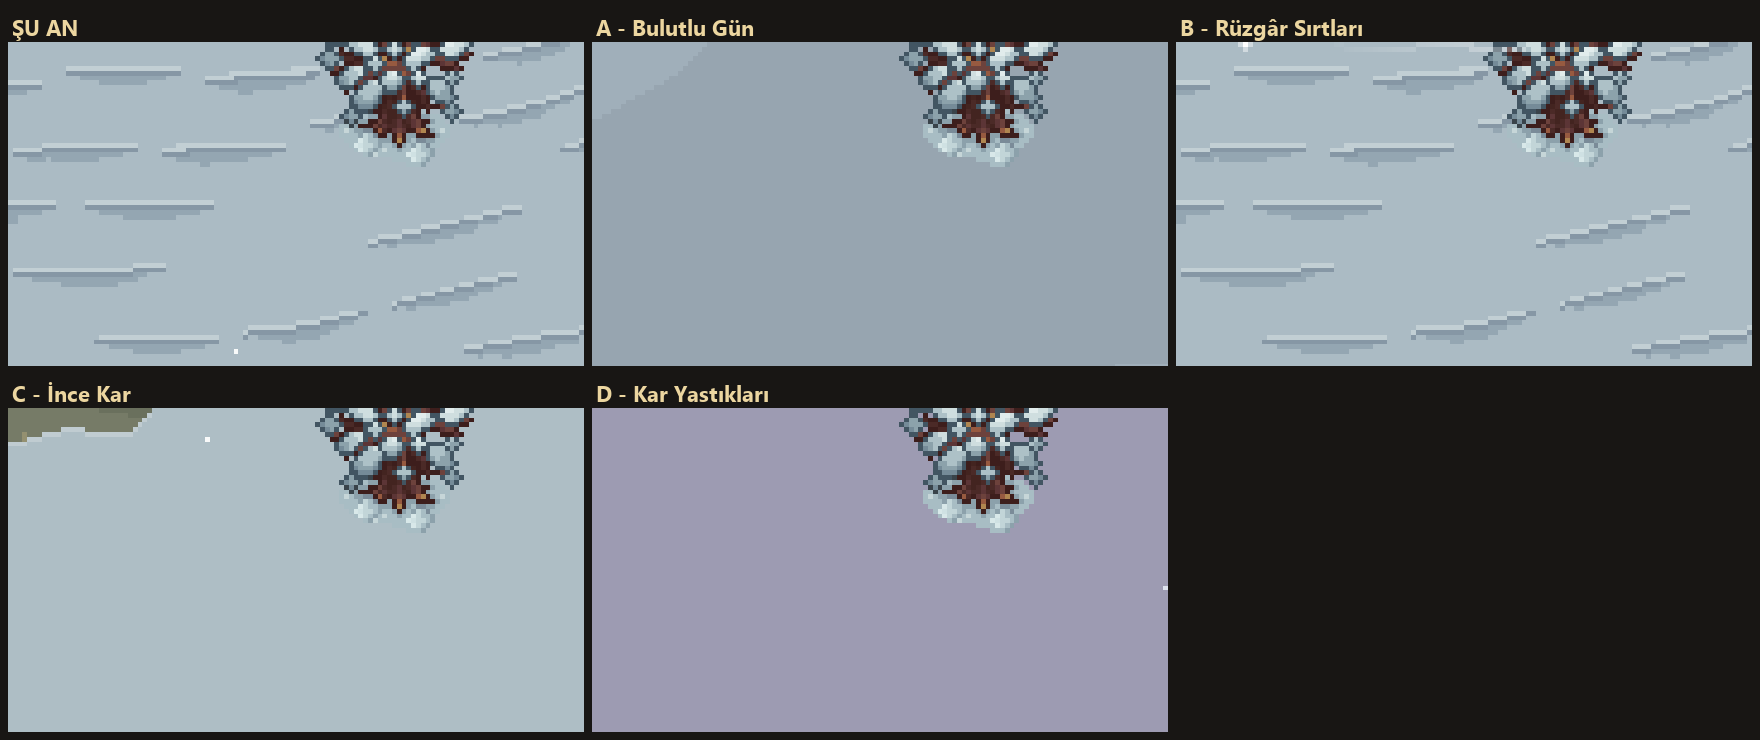 ŞU AN
A - Bulutlu Gün
B - Rüzgâr Sırtları
C - İnce Kar
D - Kar Yastıkları